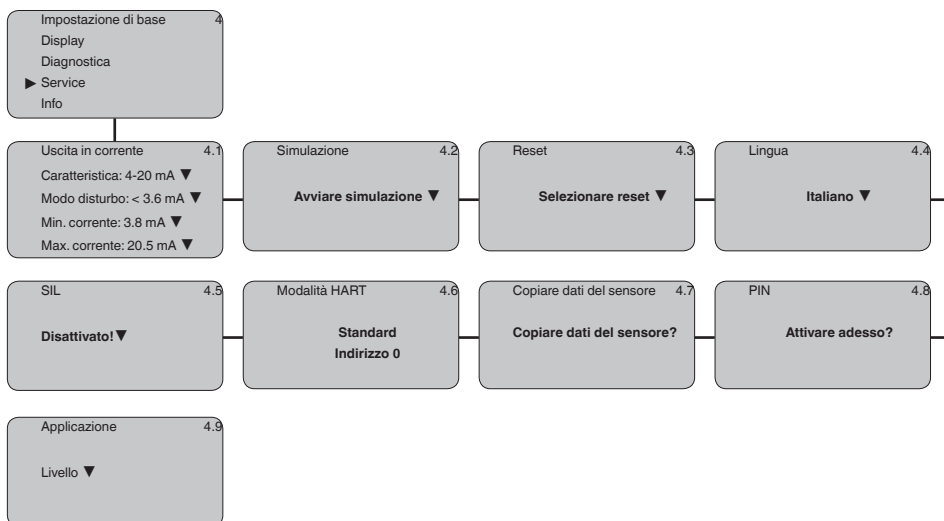 Impostazione di base 4
Display
Diagnostica
▶ Service
Info
Uscita in corrente 4.1
Caratteristica: 4-20 mA ▼
Modo disturbo: < 3.6 mA ▼
Min. corrente: 3.8 mA ▼
Max. corrente: 20.5 mA ▼
Simulazione 4.2
Avviare simulazione ▼
Reset 4.3
Selezionare reset ▼
Lingua 4.4
Italiano ▼
SIL 4.5
Disattivato! ▼
Modalità HART 4.6
Standard
Indirizzo 0
Copiare dati del sensore 4.7
Copiare dati del sensore?
PIN 4.8
Attivare adesso?
Applicazione 4.9
Livello ▼